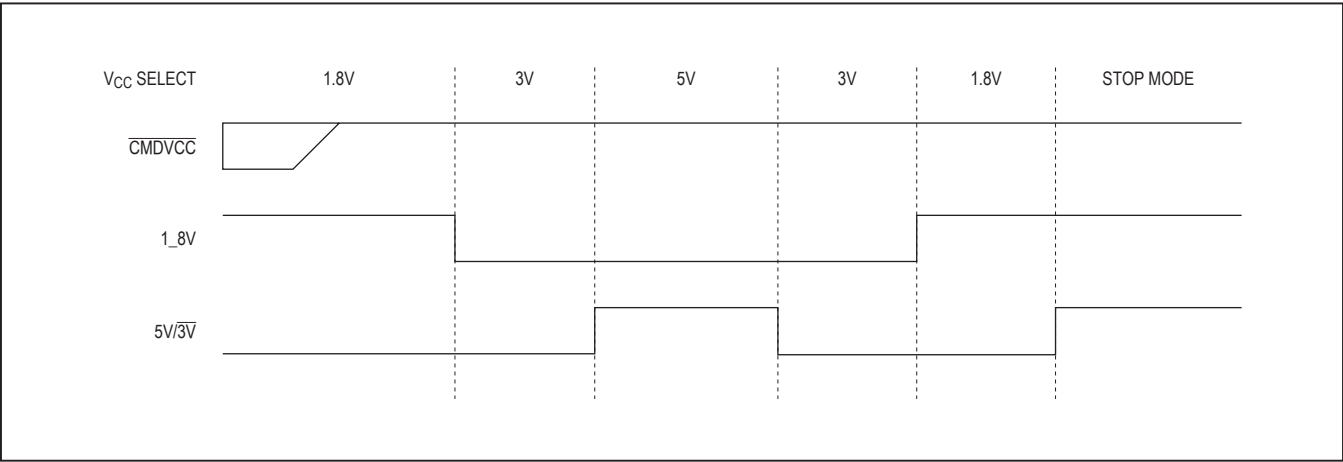 VCC SELECT 1.8V 3V 5V 3V 1.8V STOP MODE
CMDVCC
1_8V
5V/3V